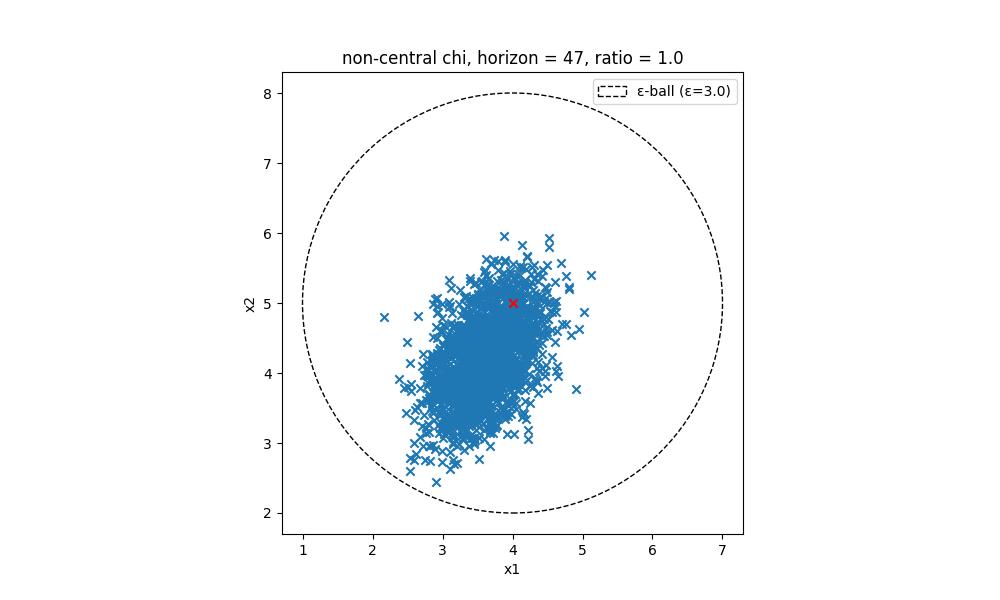 non-central chi, horizon = 47, ratio = 1.0
ε-ball (ε=3.0)
8
7
6
5
4
3
2
x2
1 2 3 4 5 6 7
x1